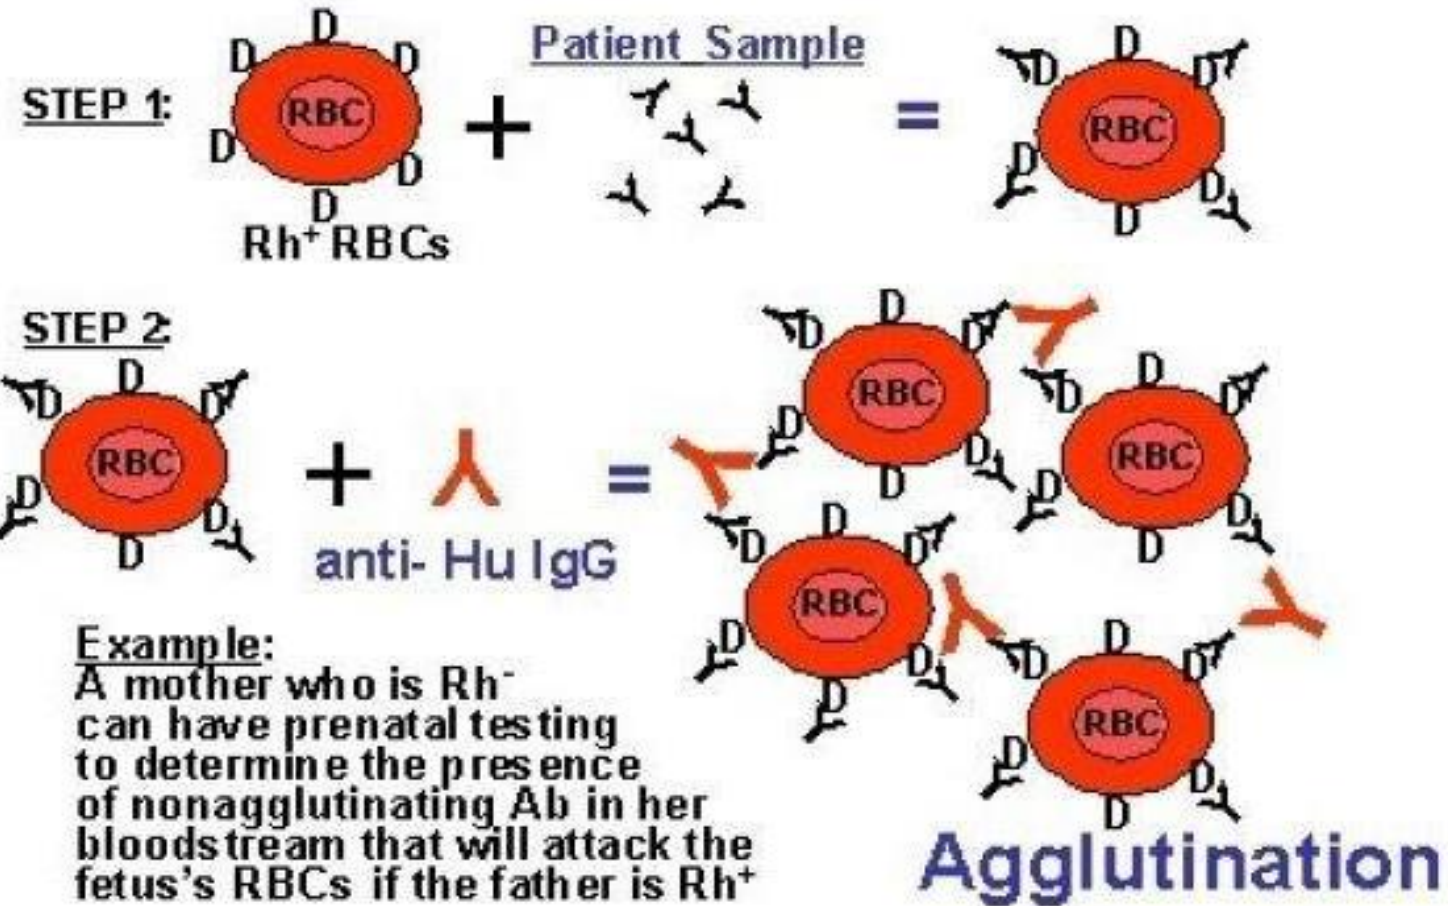 Patient Sample
STEP 1:
D
D
D
D
D
D
RBC
Rh⁺ RBCs
+
=
D
D
D
D
D
D
RBC
STEP 2:
D
D
D
D
D
D
RBC
+
anti- Hu IgG
=
D
D
D
D
D
D
RBC
D
D
D
D
D
D
RBC
D
D
D
D
D
D
RBC
D
D
D
D
D
D
RBC
Example:
A mother who is Rh⁻
can have prenatal testing
to determine the presence
of nonagglutinating Ab in her
bloodstream that will attack the
fetus's RBCs if the father is Rh⁺
Agglutination